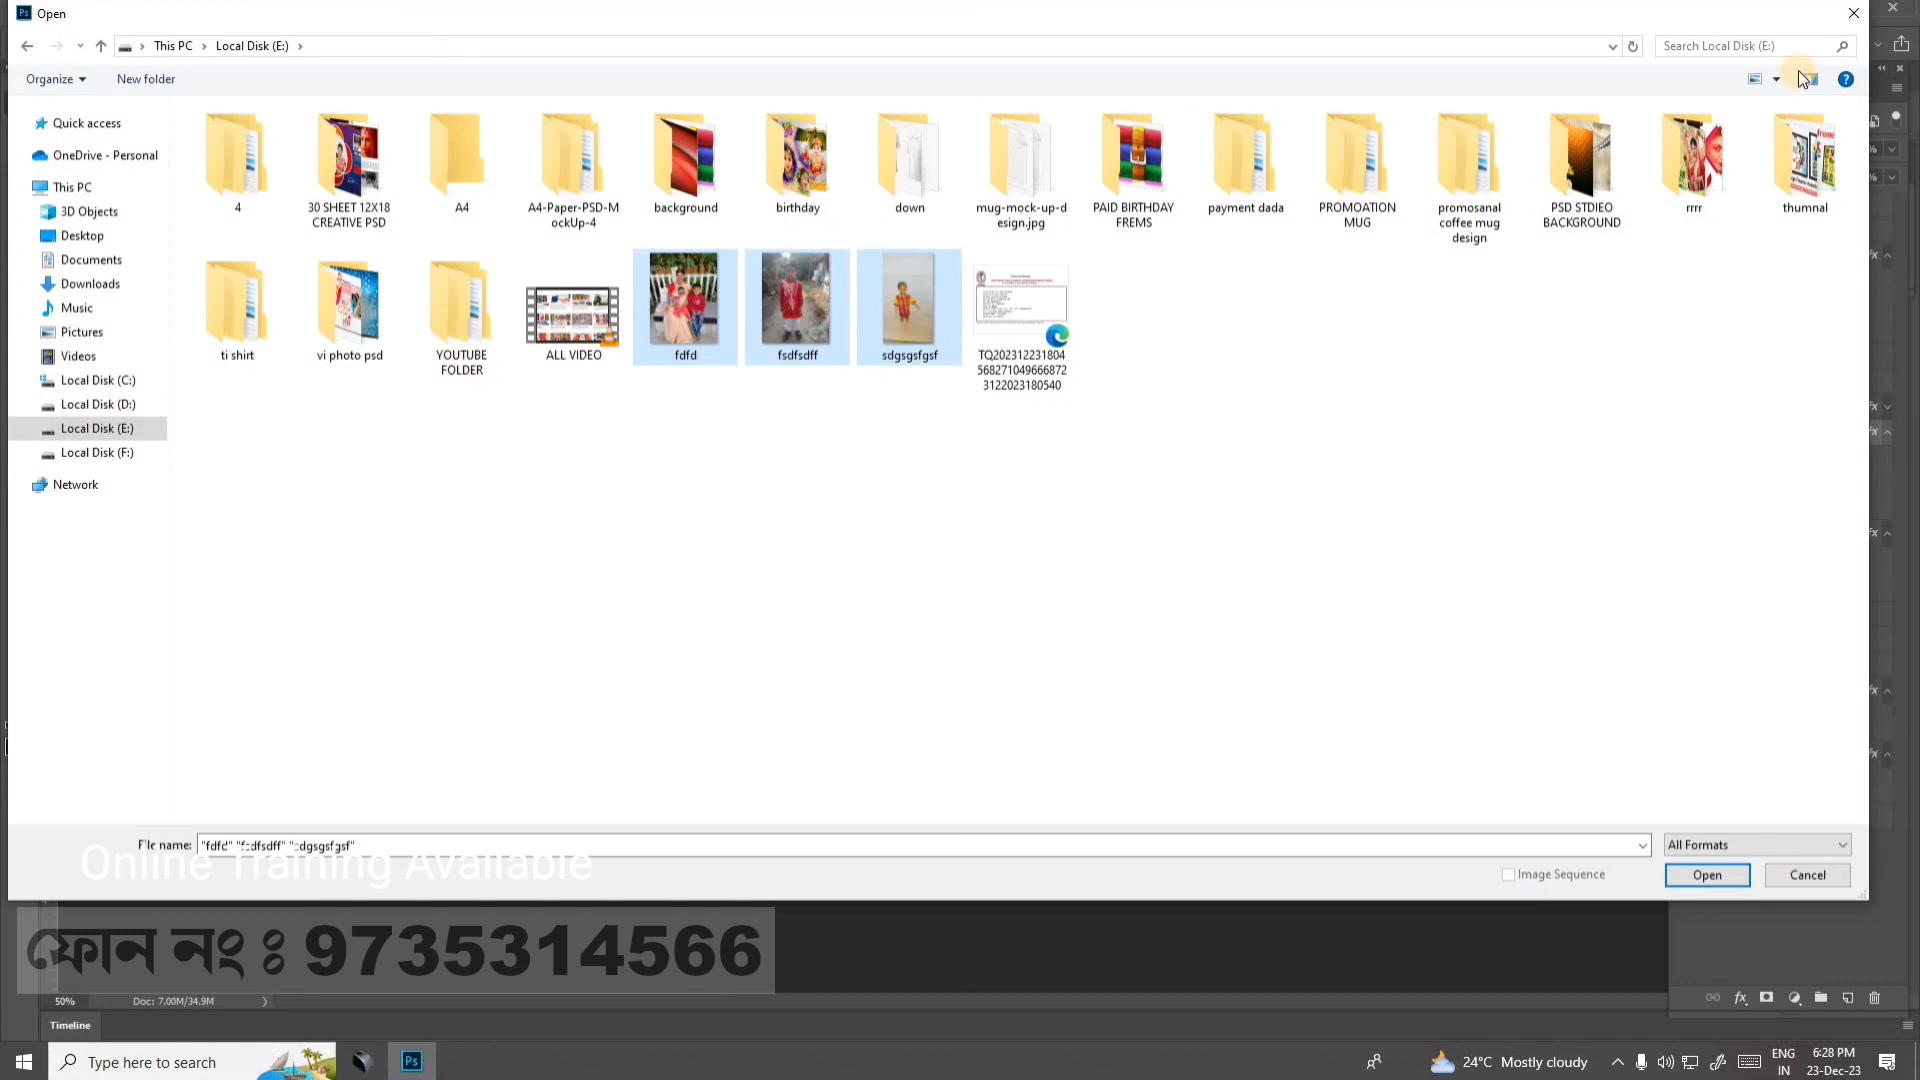 Open
This PC
Local Disk (E:)
Search Local Disk (E:)
Organize
New folder
Quick access
OneDrive - Personal
This PC
3D Objects
Desktop
Documents
Downloads
Music
Pictures
Videos
Local Disk (C:)
Local Disk (D:)
Local Disk (E:)
Local Disk (F:)
Network
4
30 SHEET 12X18
CREATIVE PSD
A4
A4-Paper-PSD-M
ockUp-4
background
birthday
down
mug-mock-up-d
esign.jpg
PAID BIRTHDAY
FREMS
payment dada
PROMOATION
MUG
promosanal
coffee mug
design
PSD STDIEO
BACKGROUND
rrrr
thumnal
ti shirt
vi photo psd
YOUTUBE
FOLDER
ALL VIDEO
fdfd
fsdfsdff
sdgsgsfgsf
TQ202312231804
568271049666872
3122023180540
File name:
"fdfd" "fsdfsdff" "sdgsgsfgsf"
All Formats
Image Sequence
Open
Cancel
Online Training Available
ফোন নং ঃ 9735314566
50%
Doc: 7.00M/34.9M
Timeline
Type here to search
Ps
24°C Mostly cloudy
ENG
IN
6:28 PM
23-Dec-23